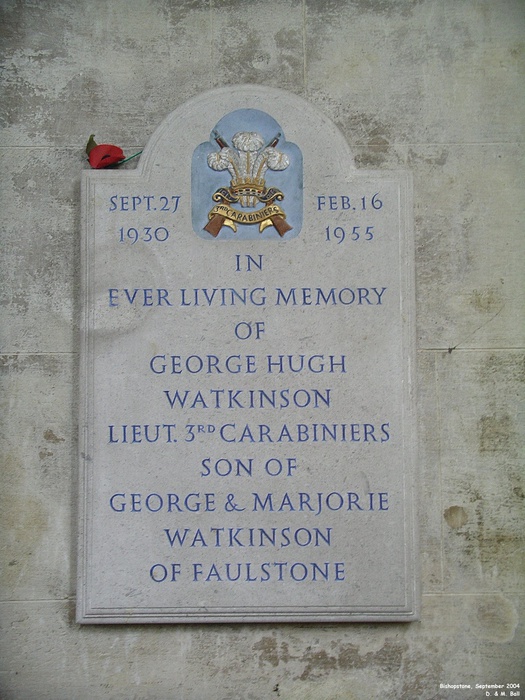 3RD CARABINIERS
SEPT. 27
1930
FEB. 16
1955
IN
EVER LIVING MEMORY
OF
GEORGE HUGH
WATKINSON
LIEUT. 3RD CARABINIERS
SON OF
GEORGE & MARJORIE
WATKINSON
OF FAULSTONE
Bishopstone, September 2004
D. & M. Ball